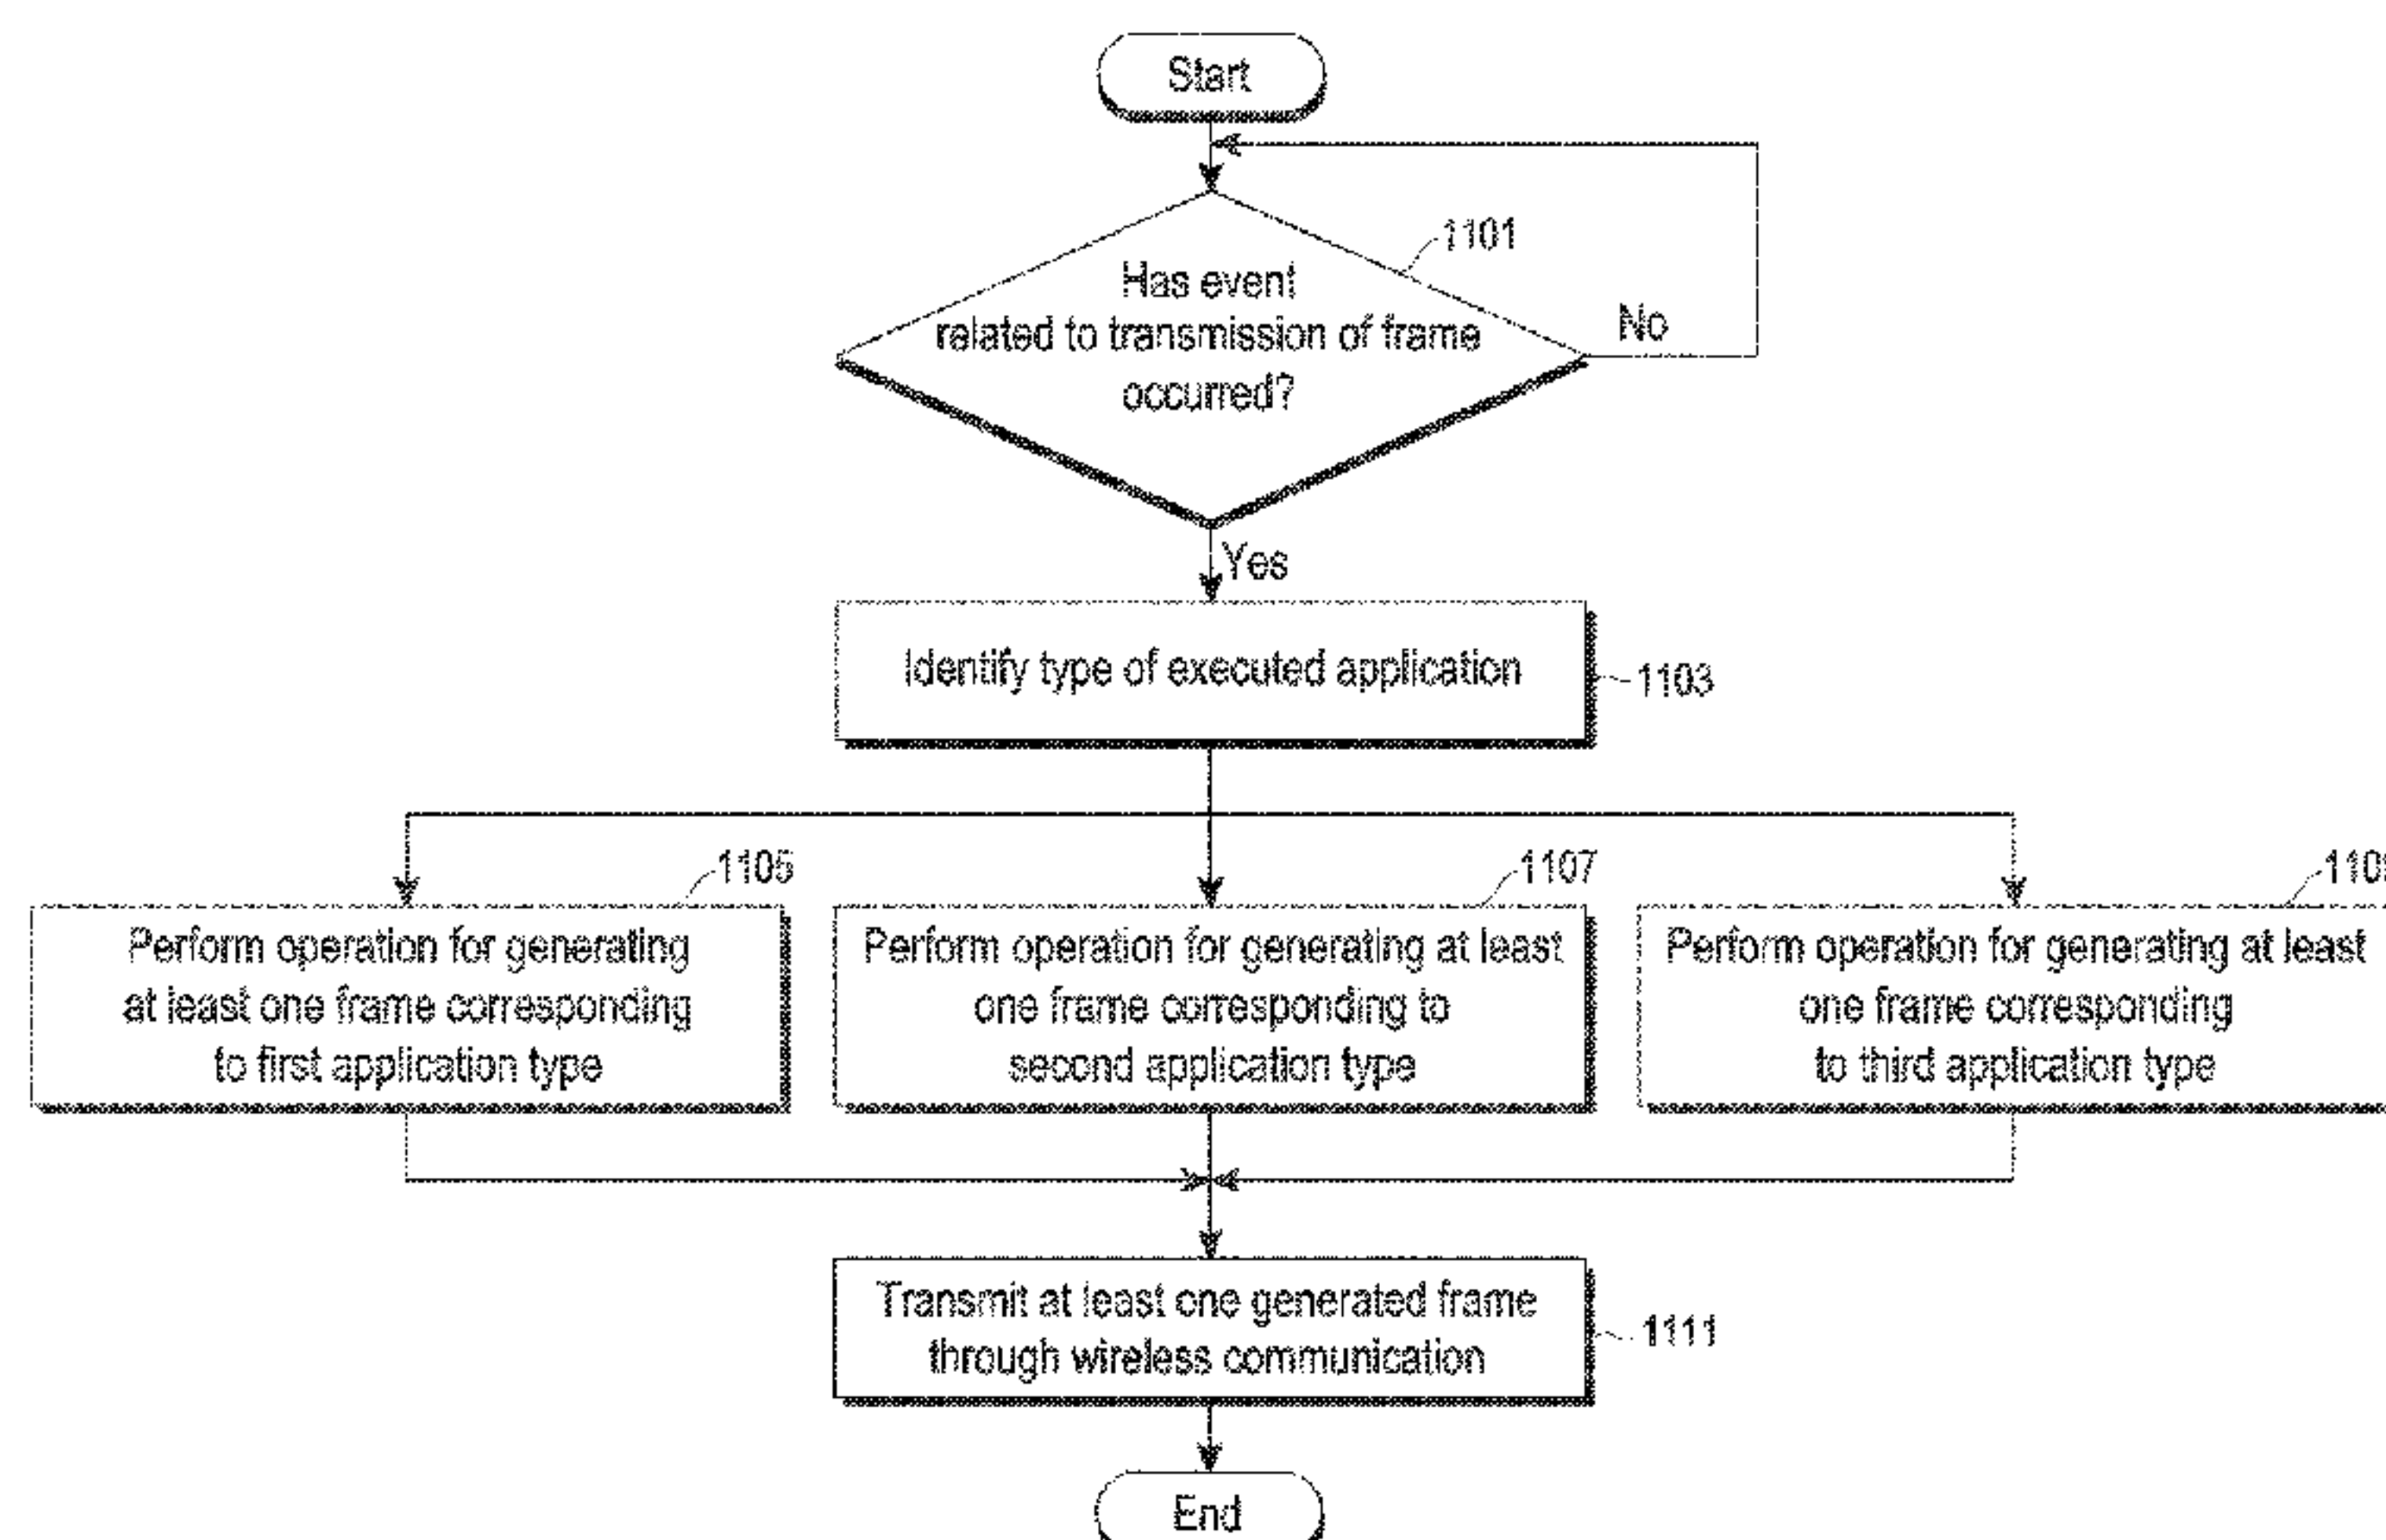 Start
1101
Has event
related to transmission of frame
occurred?
No
Yes
Identify type of executed application
1103
1105
Perform operation for generating
at least one frame corresponding
to first application type
1107
Perform operation for generating at least
one frame corresponding to
second application type
Perform operation for generating at least
one frame corresponding
to third application type
Transmit at least one generated frame
through wireless communication
1111
End